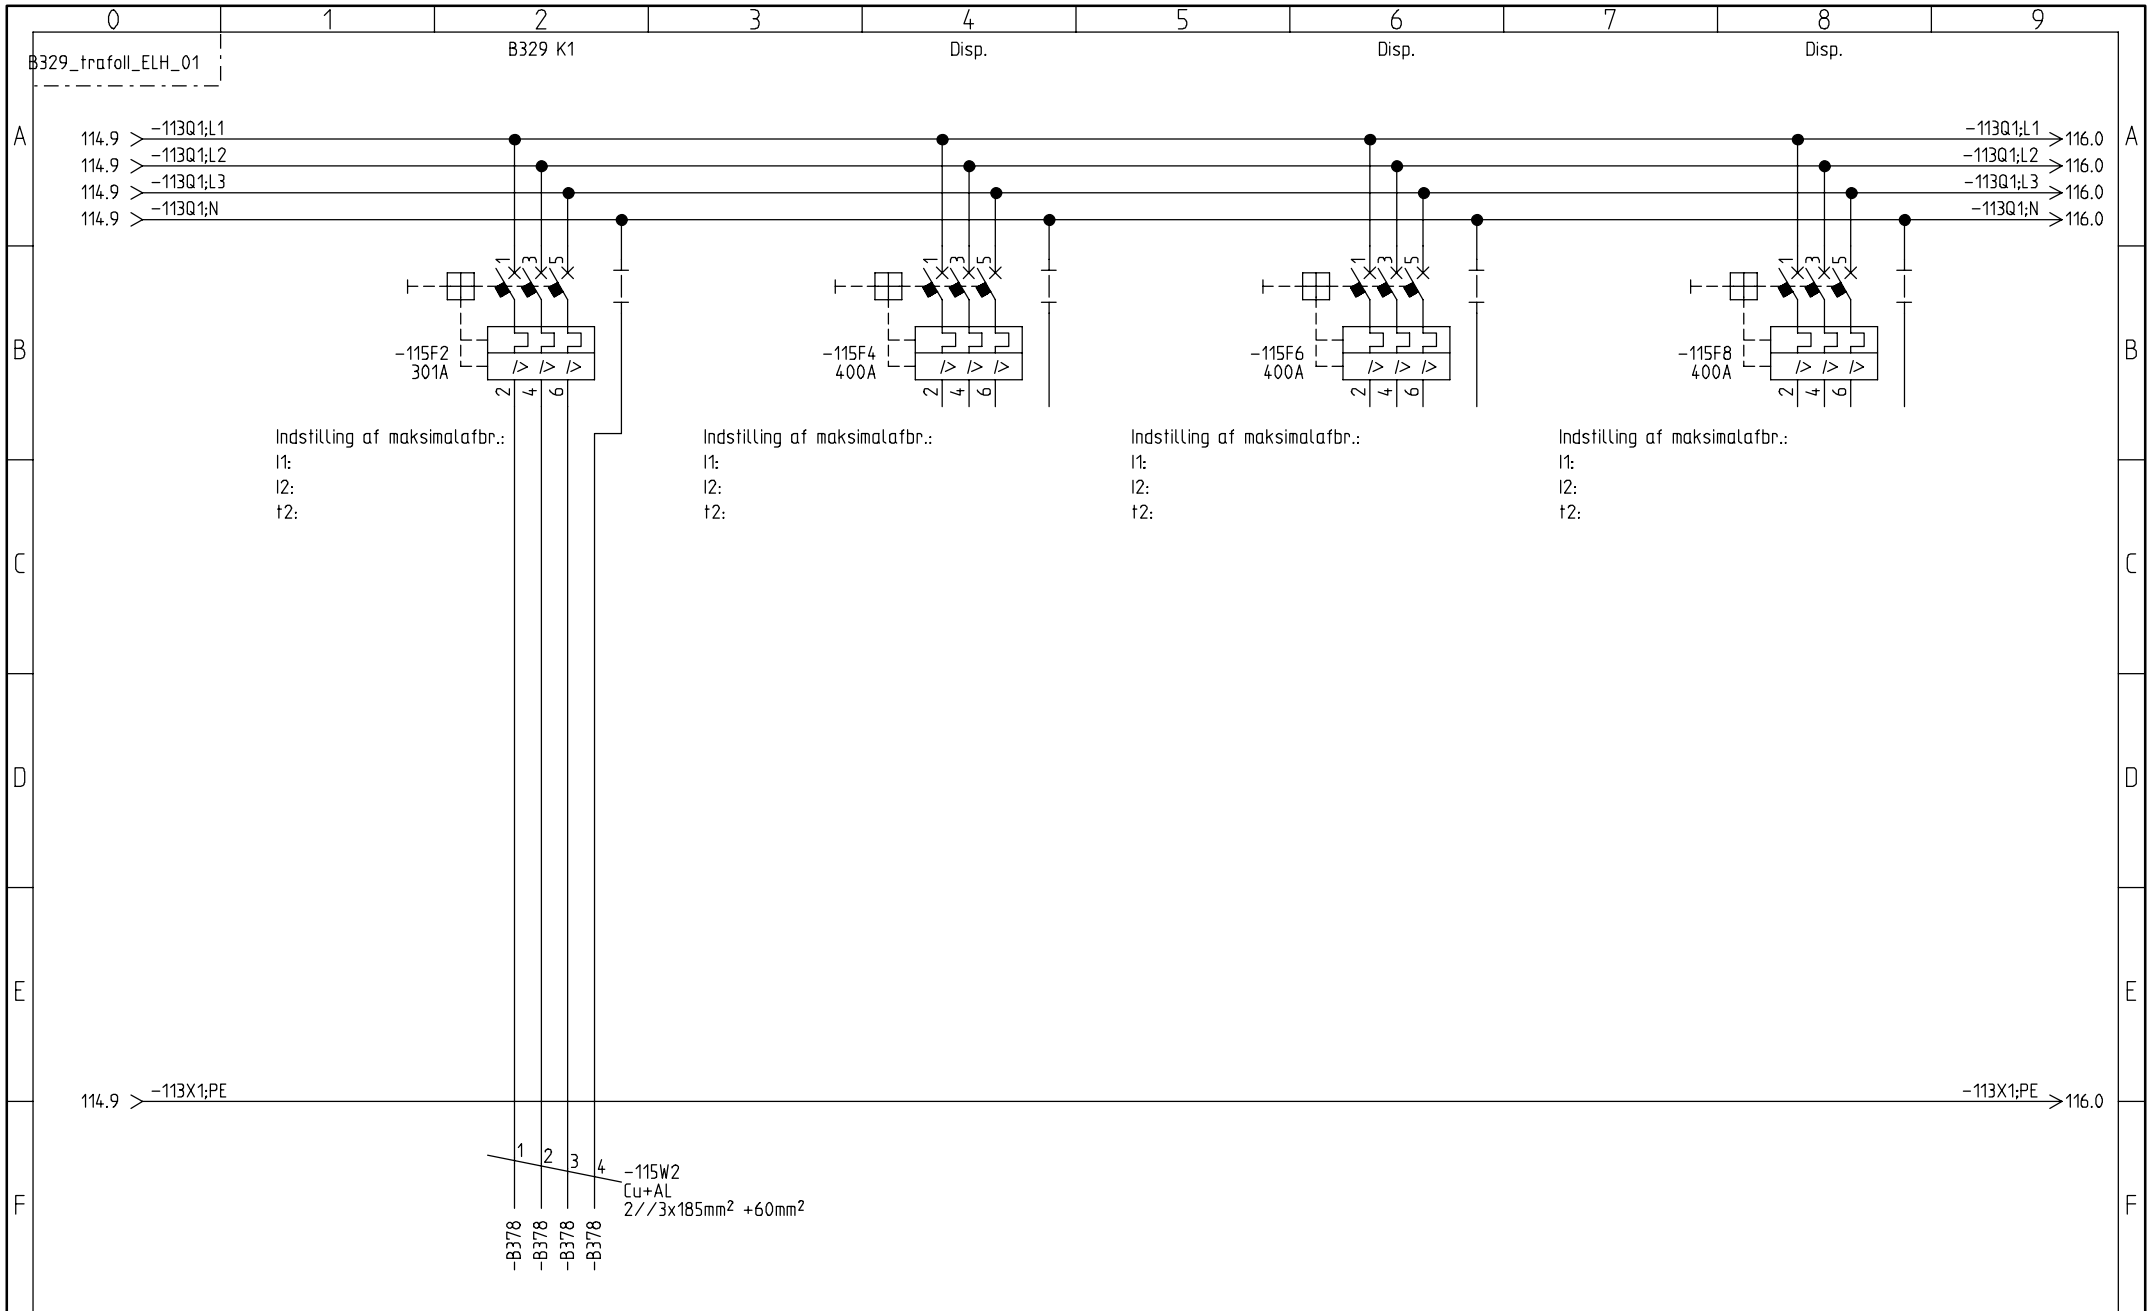 0 1 2 3 4 5 6 7 8 9
B329 K1 Disp. Disp. Disp.
B329_trafoII_ELH_01
A A
114.9 -113Q1;L1 -113Q1;L1 116.0
114.9 -113Q1;L2 -113Q1;L2 116.0
114.9 -113Q1;L3 -113Q1;L3 116.0
114.9 -113Q1;N -113Q1;N 116.0
1 3 5 1 3 5 1 3 5 1 3 5
B B
-115F2 -115F4 -115F6 -115F8
301A 400A 400A 400A
I> I> I> I> I> I> I> I> I> I> I> I>
2 4 6 2 4 6 2 4 6 2 4 6
Indstilling af maksimalafbr.: Indstilling af maksimalafbr.: Indstilling af maksimalafbr.: Indstilling af maksimalafbr.:
I1: I1: I1: I1:
I2: I2: I2: I2:
t2: t2: t2: t2:
C C
D D
E E
114.9 -113X1;PE -113X1;PE 116.0
1 2 3 4
-115W2
Cu+AL
2//3x185mm² +60mm²
F F
-B378 -B378 -B378 -B378